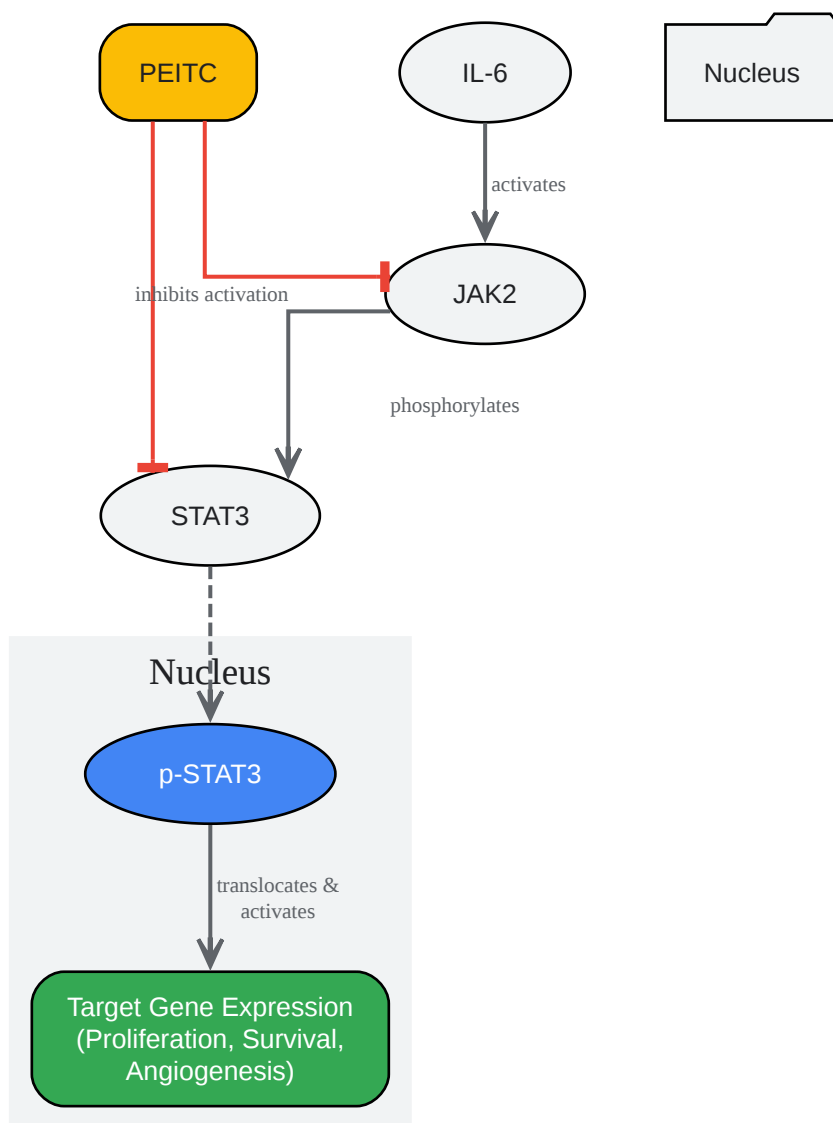 PEITC
IL-6
Nucleus
activates
inhibits activation
JAK2
phosphorylates
STAT3
Nucleus
p-STAT3
translocates &
activates
Target Gene Expression
(Proliferation, Survival,
Angiogenesis)